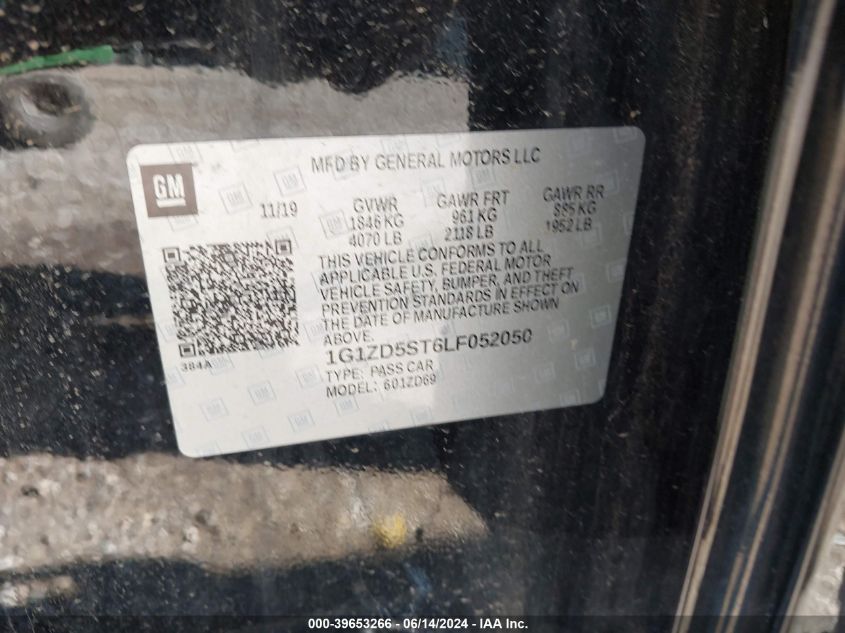 GM
MFD BY GENERAL MOTORS LLC
11/19
GVWR GAWR FRT GAWR RR
1846 KG 961 KG 885 KG
4070 LB 2118 LB 1952 LB
THIS VEHICLE CONFORMS TO ALL
APPLICABLE U.S. FEDERAL MOTOR
VEHICLE SAFETY, BUMPER, AND THEFT
PREVENTION STANDARDS IN EFFECT ON
THE DATE OF MANUFACTURE SHOWN
ABOVE.
384A
1G1ZD5ST6LF052050
TYPE: PASS CAR
MODEL: 601ZD69
000-39653266 - 06/14/2024 - IAA Inc.